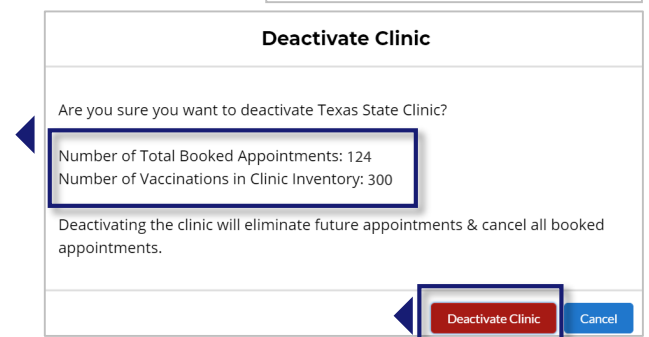 Deactivate Clinic
Are you sure you want to deactivate Texas State Clinic?
Number of Total Booked Appointments: 124
Number of Vaccinations in Clinic Inventory: 300
Deactivating the clinic will eliminate future appointments & cancel all booked
appointments.
Deactivate Clinic Cancel